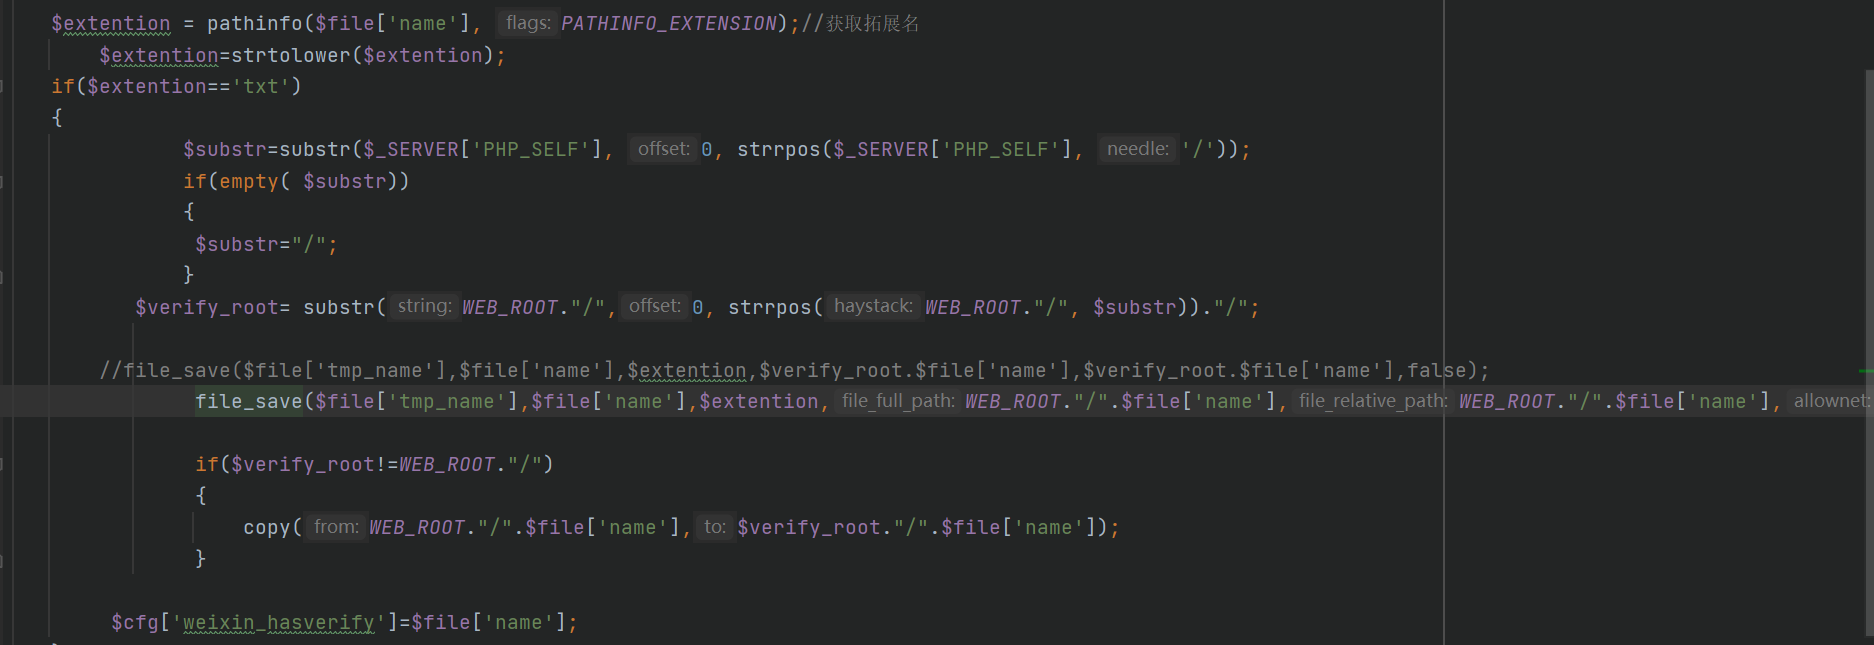 $extention = pathinfo($file['name'], flags: PATHINFO_EXTENSION);//获取拓展名
$extention=strtolower($extention);
if($extention=='txt')
{
$substr=substr($_SERVER['PHP_SELF'], offset: 0, strrpos($_SERVER['PHP_SELF'], needle: '/'));
if(empty( $substr))
{
$substr="/";
}
$verify_root= substr( string: WEB_ROOT."/", offset: 0, strrpos( haystack: WEB_ROOT."/", $substr))."/";
//file_save($file['tmp_name'],$file['name'],$extention,$verify_root.$file['name'],$verify_root.$file['name'],false);
file_save($file['tmp_name'],$file['name'],$extention, file_full_path: WEB_ROOT."/".$file['name'], file_relative_path: WEB_ROOT."/".$file['name'], allownet:
if($verify_root!=WEB_ROOT."/")
{
copy( from: WEB_ROOT."/".$file['name'], to: $verify_root."/".$file['name']);
}
$cfg['weixin_hasverify']=$file['name'];